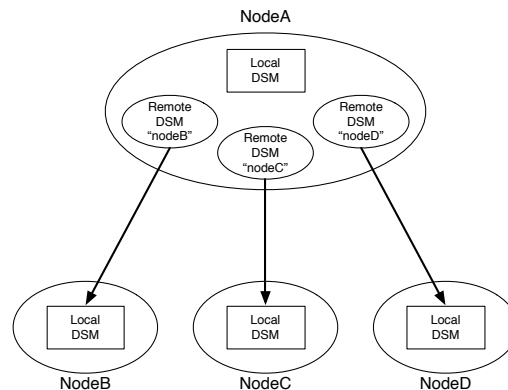 NodeA
Local
DSM
Remote
DSM
“nodeB”
Remote
DSM
“nodeC”
Remote
DSM
“nodeD”
Local
DSM
NodeB
Local
DSM
NodeC
Local
DSM
NodeD